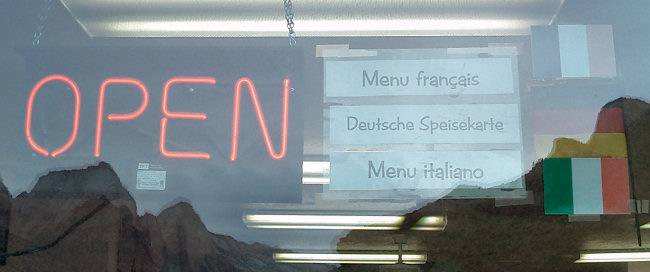 OPEN
Menu français
Deutsche Speisekarte
Menu italiano